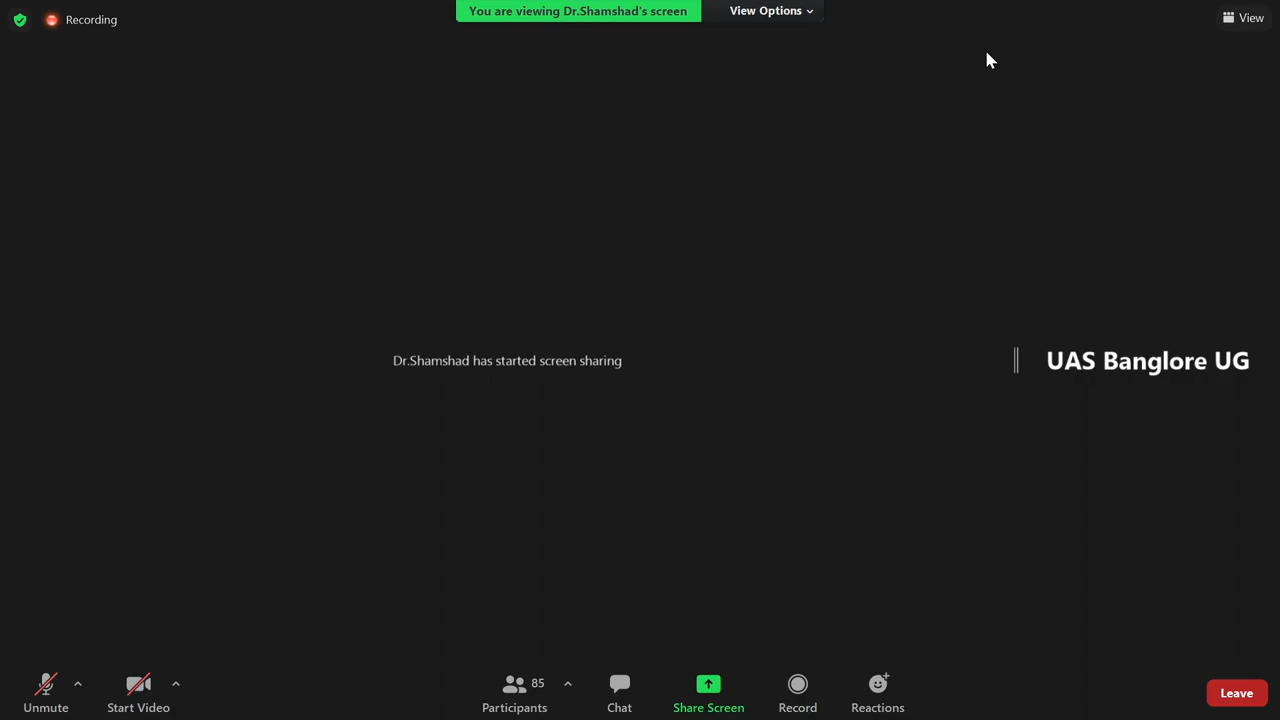 Recording
You are viewing Dr.Shamshad's screen
View Options
View
Dr.Shamshad has started screen sharing
UAS Banglore UG
85
Unmute
Start Video
Participants
Chat
Share Screen
Record
Reactions
Leave